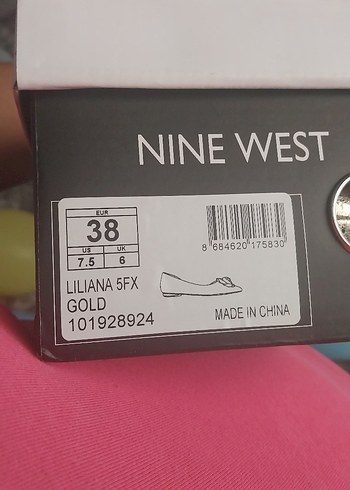 NINE WEST
EUR
38
US UK
7.5 6
8 684620 175830
LILIANA 5FX
GOLD
101928924
MADE IN CHINA